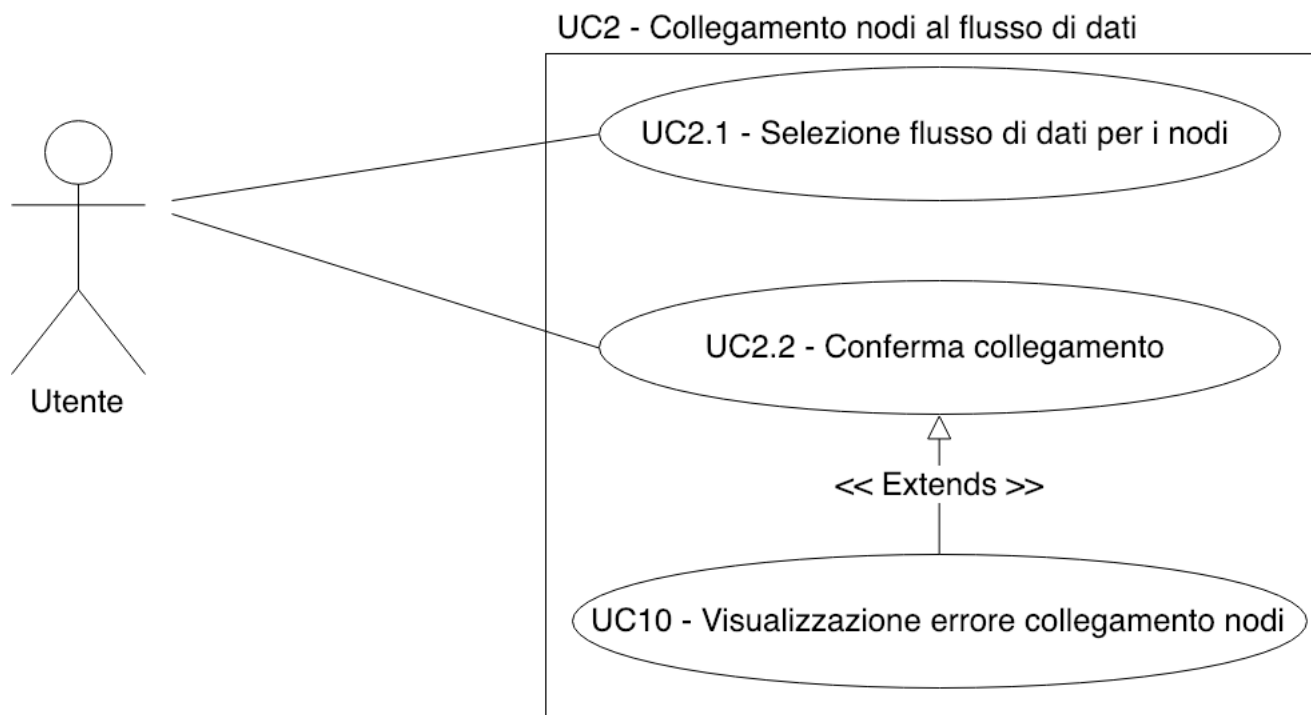 UC2 - Collegamento nodi al flusso di dati
UC2.1 - Selezione flusso di dati per i nodi
UC2.2 - Conferma collegamento
Utente
<< Extends >>
UC10 - Visualizzazione errore collegamento nodi